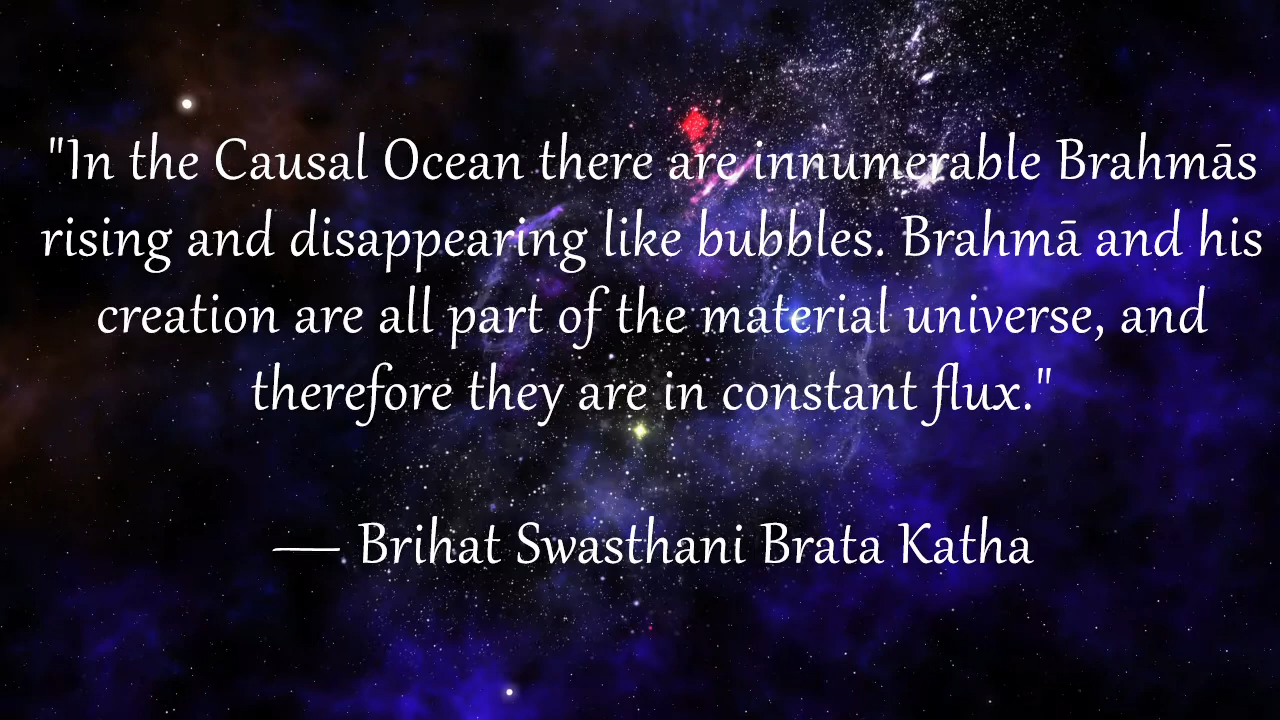 "In the Causal Ocean there are innumerable Brahmās
rising and disappearing like bubbles. Brahmā and his
creation are all part of the material universe, and
therefore they are in constant flux."
— Brihat Swasthani Brata Katha